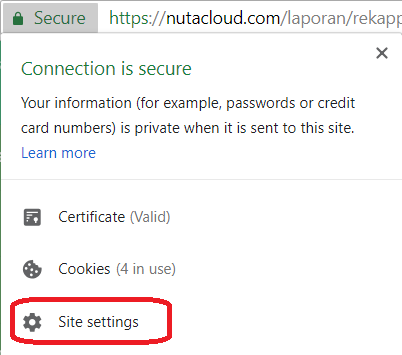 Secure https://nutacloud.com/laporan/rekapp
Connection is secure
Your information (for example, passwords or credit
card numbers) is private when it is sent to this site.
Learn more
Certificate (Valid)
Cookies (4 in use)
Site settings